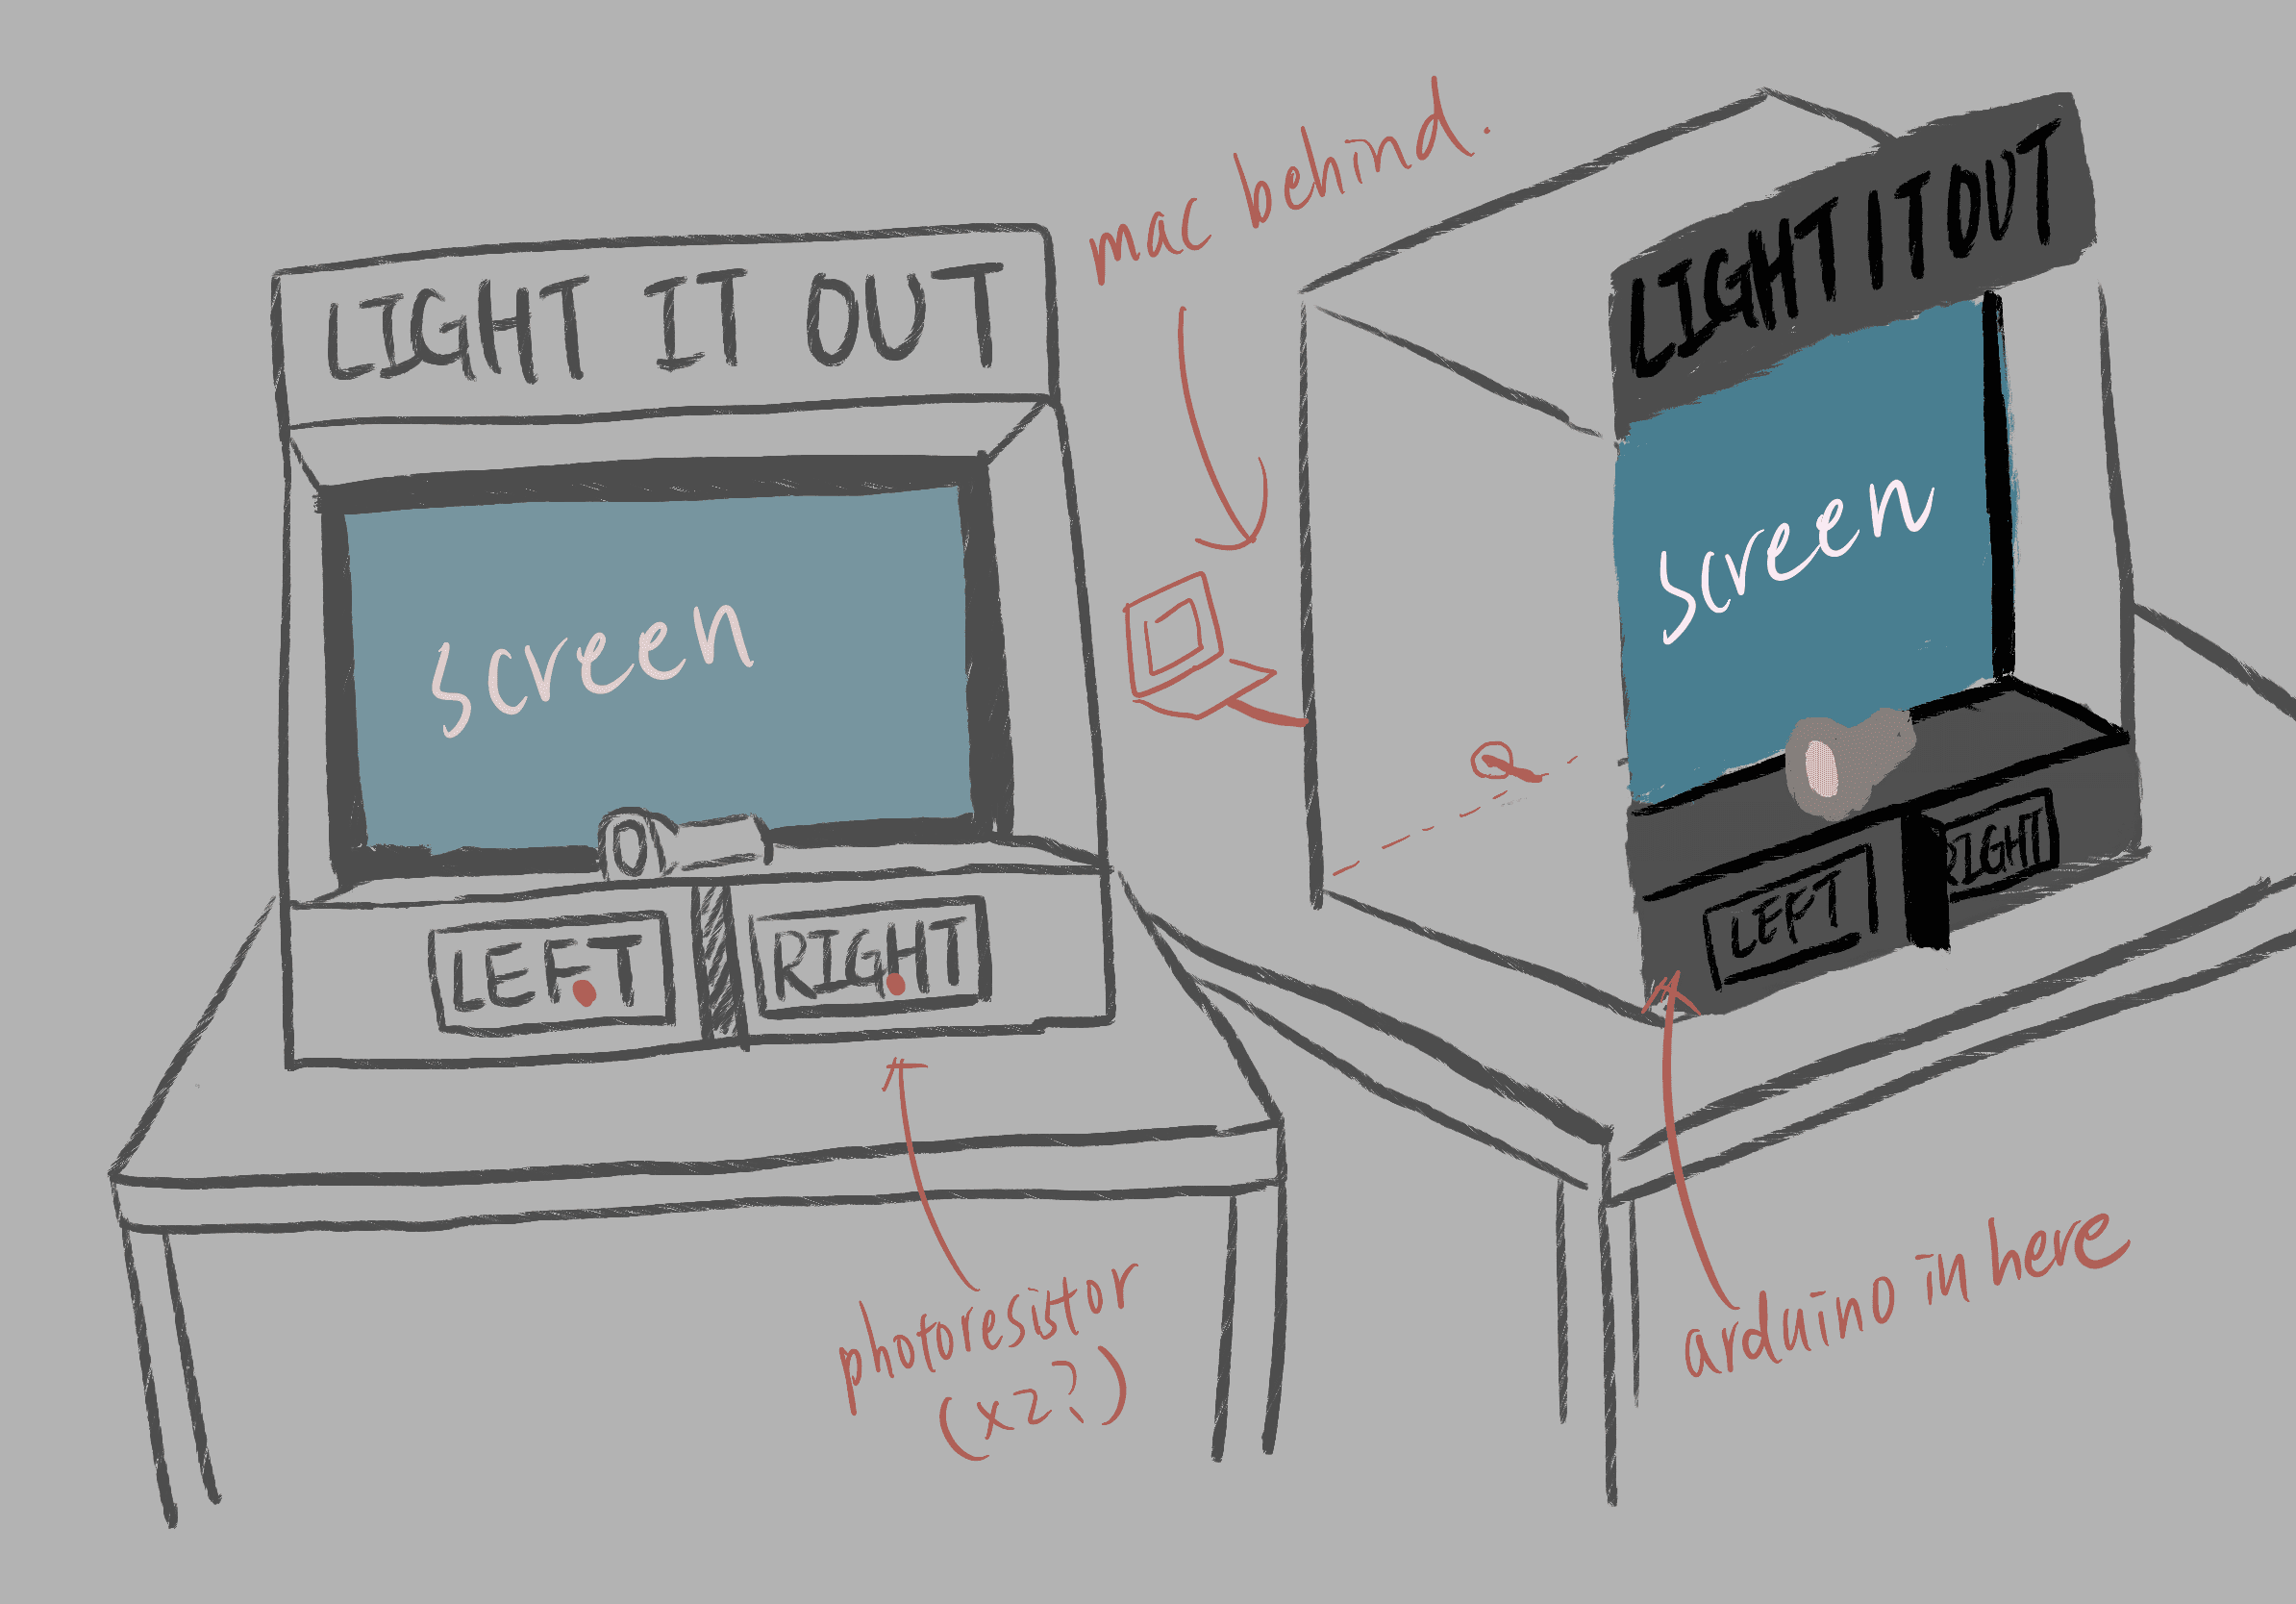 LIGHT IT OUT
screen
LEFT
RIGHT
photoresistor
(x2?)
mac behind.
LIGHT IT OUT
screen
LEFT
RIGHT
arduino in here